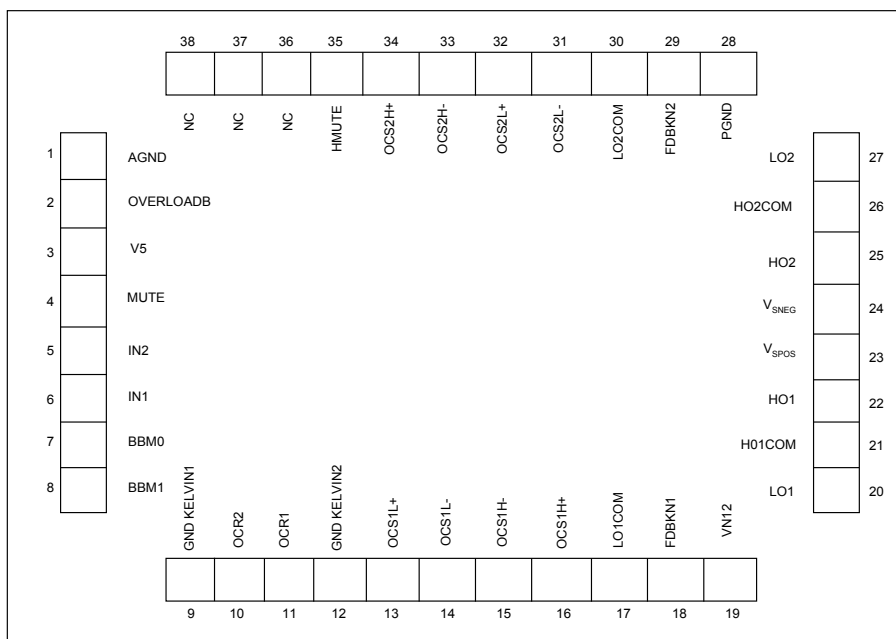 38 37 36 35 34 33 32 31 30 29 28
NC NC NC HMUTE OCS2H+ OCS2H- OCS2L+ OCS2L- LO2COM FDBKN2 PGND
1 AGND
2 OVERLOADB
3 V5
4 MUTE
5 IN2
6 IN1
7 BBM0
8 BBM1
LO2 27
HO2COM 26
HO2 25
VSNEG 24
VSPOS 23
HO1 22
H01COM 21
LO1 20
GND KELVIN1 OCR2 OCR1 GND KELVIN2 OCS1L+ OCS1L- OCS1H- OCS1H+ LO1COM FDBKN1 VN12
9 10 11 12 13 14 15 16 17 18 19